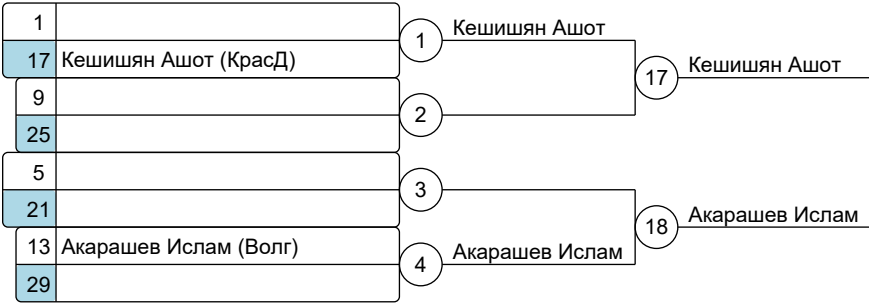 1
17 Кешишян Ашот (КрасД)
1 Кешишян Ашот
9
25
2
17 Кешишян Ашот
5
21
3
13 Акарашев Ислам (Волг)
29
4 Акарашев Ислам
18 Акарашев Ислам